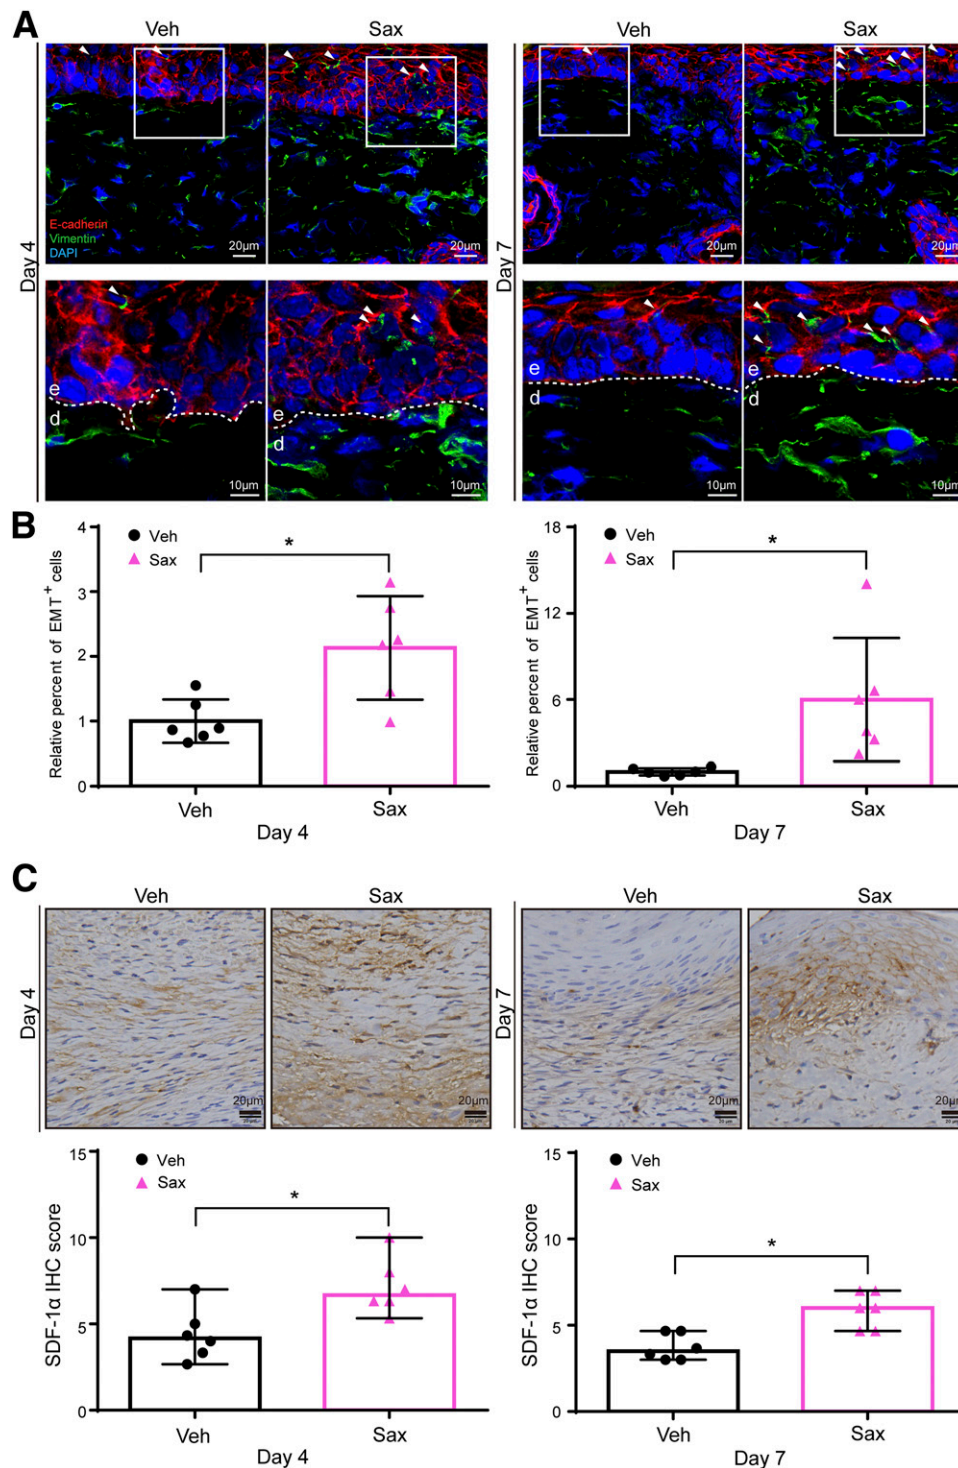 A
Veh Sax Veh Sax
Day 4
E-cadherin
Vimentin
DAPI
20µm 20µm
Day 7
20µm 20µm
e
d
10µm
e
d
10µm
e
d
10µm
e
d
10µm
B
Relative percent of EMT+ cells
4
3
2
1
0
Veh
Sax
*
Veh Sax
Day 4
Relative percent of EMT+ cells
18
12
6
0
Veh
Sax
*
Veh Sax
Day 7
C
Veh Sax Veh Sax
Day 4
20µm 20µm
Day 7
20µm 20µm
SDF-1α IHC score
15
10
5
0
Veh
Sax
*
Veh Sax
Day 4
SDF-1α IHC score
15
10
5
0
Veh
Sax
*
Veh Sax
Day 7